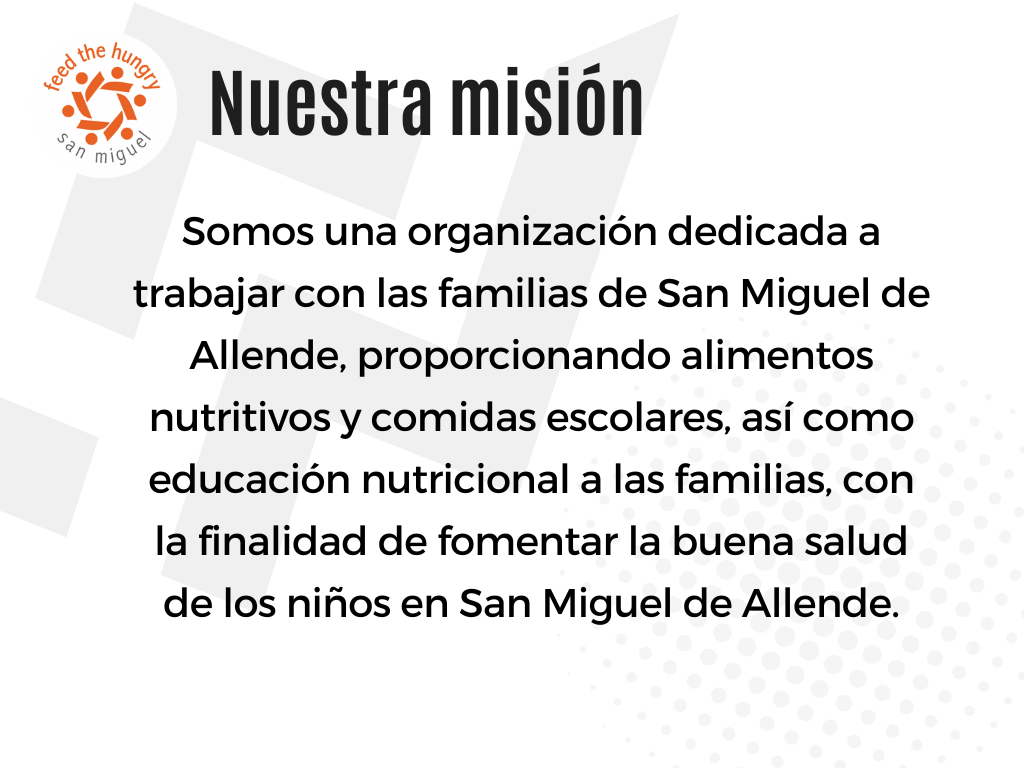 feed the hungry
san miguel
Nuestra misión
Somos una organización dedicada a
trabajar con las familias de San Miguel de
Allende, proporcionando alimentos
nutritivos y comidas escolares, así como
educación nutricional a las familias, con
la finalidad de fomentar la buena salud
de los niños en San Miguel de Allende.